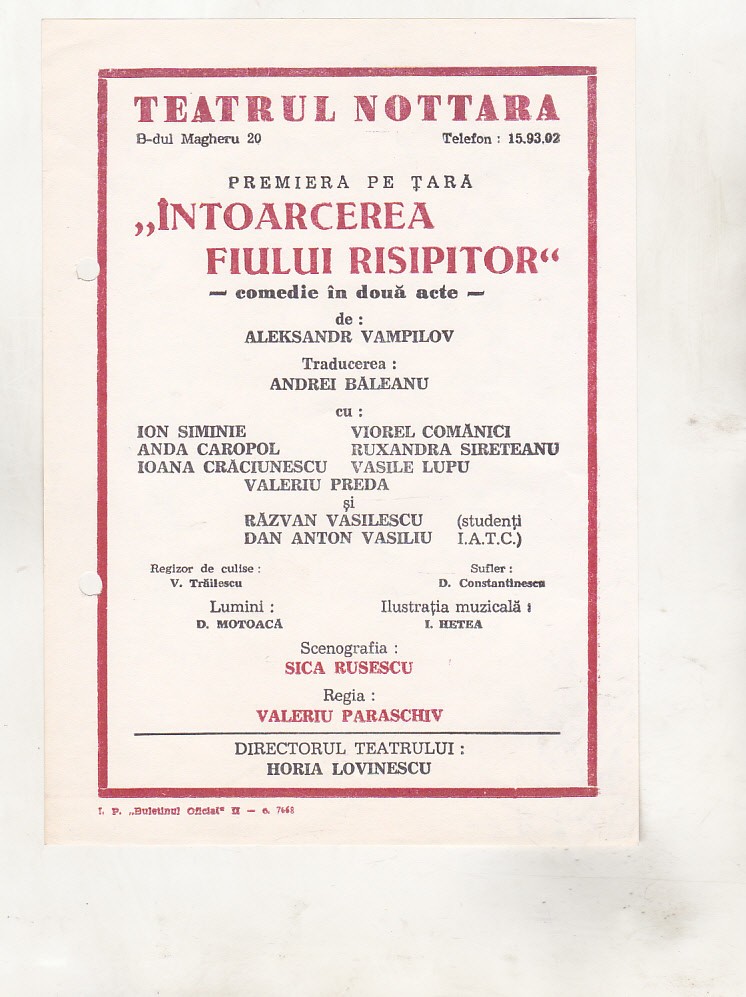 TEATRUL NOTTARA
B-dul Magheru 20 Telefon : 15.93.02
PREMIERA PE ȚARĂ
„ÎNTOARCEREA
FIULUI RISIPITOR“
— comedie în două acte —
de :
ALEKSANDR VAMPILOV
Traducerea :
ANDREI BĂLEANU
cu :
ION SIMINIE VIOREL COMĂNICI
ANDA CAROPOL RUXANDRA SIRETEANU
IOANA CRĂCIUNESCU VASILE LUPU
VALERIU PREDA
și
RĂZVAN VASILESCU (studenți
DAN ANTON VASILIU I.A.T.C.)
Regizor de culise : Sufler :
V. Trăilescu D. Constantinescu
Lumini : Ilustrația muzicală :
D. MOTOACĂ I. HETEA
Scenografia :
SICA RUSESCU
Regia :
VALERIU PARASCHIV
DIRECTORUL TEATRULUI :
HORIA LOVINESCU
I. P. „Buletinul Oficial“ II — c. 7668